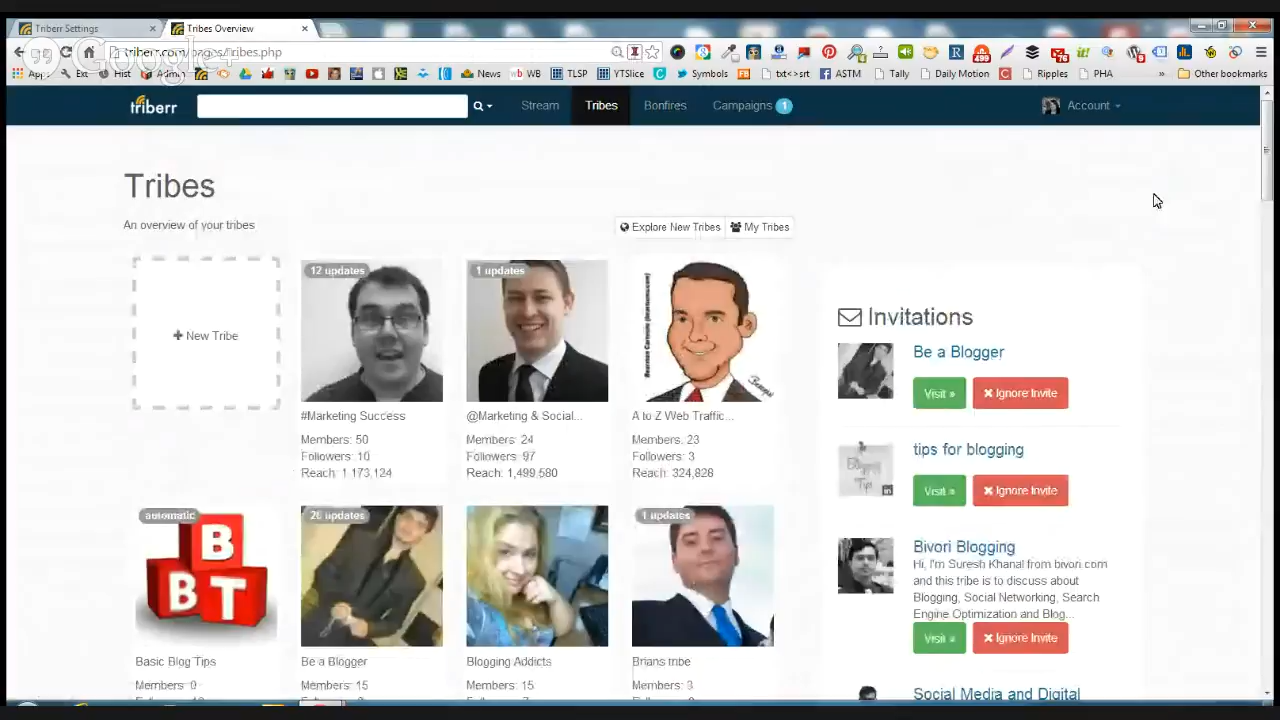 Triberr Settings
Tribes Overview
triberr.com/pages/Tribes.php
Google+
Hist
News
WB
TLSP
YTSlice
Symbols
txt->srt
ASTM
Tally
Daily Motion
Ripples
PHA
Other bookmarks
triberr
Stream
Tribes
Bonfires
Campaigns 1
Account
Tribes
An overview of your tribes
Explore New Tribes
My Tribes
+ New Tribe
12 updates
1 updates
#Marketing Success
@Marketing & Social...
A to Z Web Traffic...
Members: 50
Members: 24
Members: 23
Followers: 10
Followers: 97
Followers: 3
Reach: 1,173,124
Reach: 1,499,580
Reach: 324,828
automatic
26 updates
1 updates
B
B T
Basic Blog Tips
Be a Blogger
Blogging Addicts
Brians tribe
Members: 0
Members: 15
Members: 15
Members: 3
Invitations
Be a Blogger
Visit »
Ignore Invite
tips for blogging
Visit »
Ignore Invite
Bivori Blogging
Hi, I'm Suresh Khanal from bivori.com
and this tribe is to discuss about
Blogging, Social Networking, Search
Engine Optimization and Blog...
Visit »
Ignore Invite
Social Media and Digital